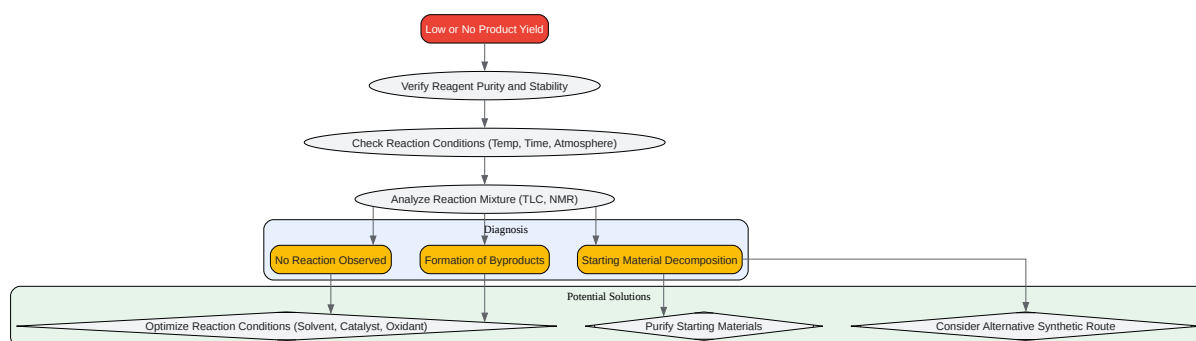 Low or No Product Yield
Verify Reagent Purity and Stability
Check Reaction Conditions (Temp, Time, Atmosphere)
Analyze Reaction Mixture (TLC, NMR)
Diagnosis
No Reaction Observed
Formation of Byproducts
Starting Material Decomposition
Potential Solutions
Optimize Reaction Conditions (Solvent, Catalyst, Oxidant)
Purify Starting Materials
Consider Alternative Synthetic Route